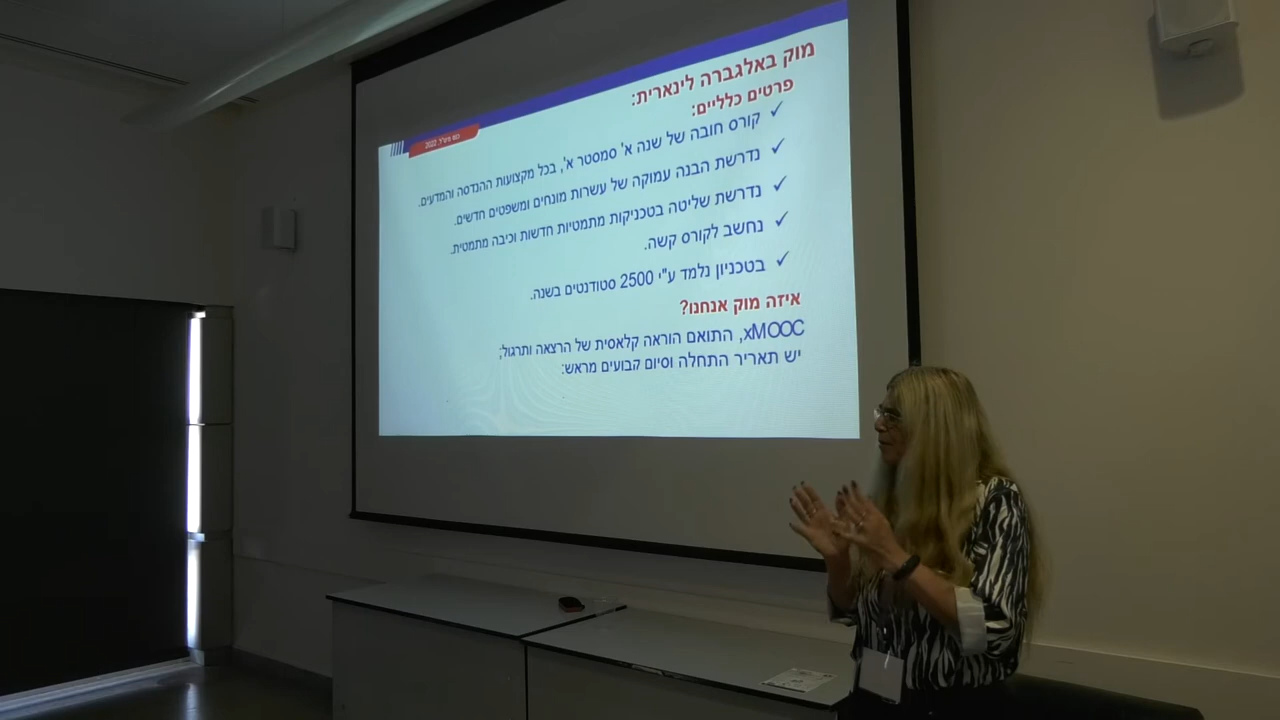 מוק באלגברה לינארית:
פרטים כלליים:
✓ קורס חובה של שנה א' סמסטר א', בכל מקצועות ההנדסה והמדעים.
✓ נדרשת הבנה עמוקה של עשרות מונחים ומשפטים חדשים.
✓ נדרשת שליטה בטכניקות מתמטיות חדשות וכיבה מתמטית.
✓ נחשב לקורס קשה.
✓ בטכניון נלמד ע"י 2500 סטודנטים בשנה.
איזה מוק אנחנו?
xMOOC, התואם הוראה קלאסית של הרצאה ותרגול;
יש תאריך התחלה וסיום קבועים מראש:
2022